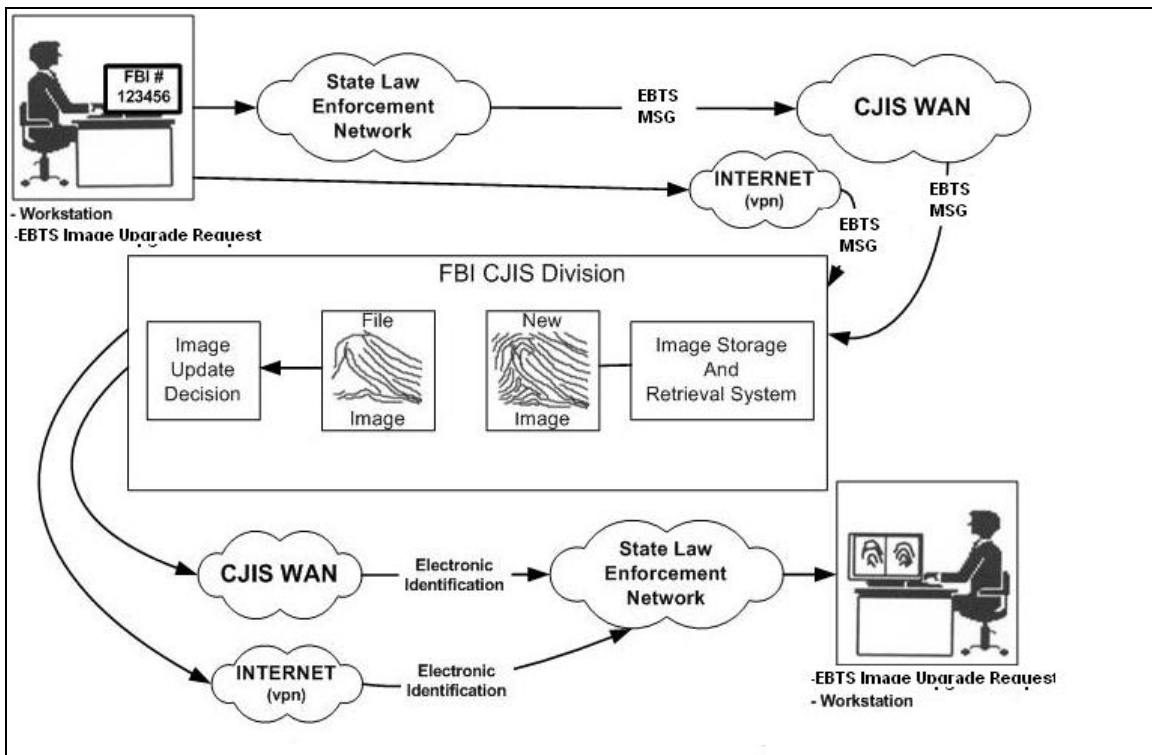 FBI #
123456
State Law
Enforcement
Network
EBTS
MSG
CJIS WAN
INTERNET
(vpn)
EBTS
MSG
EBTS
MSG
- Workstation
-EBTS Image Upgrade Request
FBI CJIS Division
Image
Update
Decision
File
Image
New
Image
Image Storage
And
Retrieval System
CJIS WAN
Electronic
Identification
State Law
Enforcement
Network
INTERNET
(vpn)
Electronic
Identification
-EBTS Image Upgrade Request
- Workstation